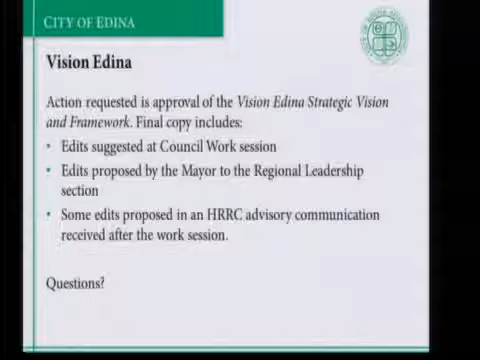 CITY OF EDINA
Vision Edina
Action requested is approval of the Vision Edina Strategic Vision
and Framework. Final copy includes:
• Edits suggested at Council Work session
• Edits proposed by the Mayor to the Regional Leadership
section
• Some edits proposed in an HRRC advisory communication
received after the work session.
Questions?